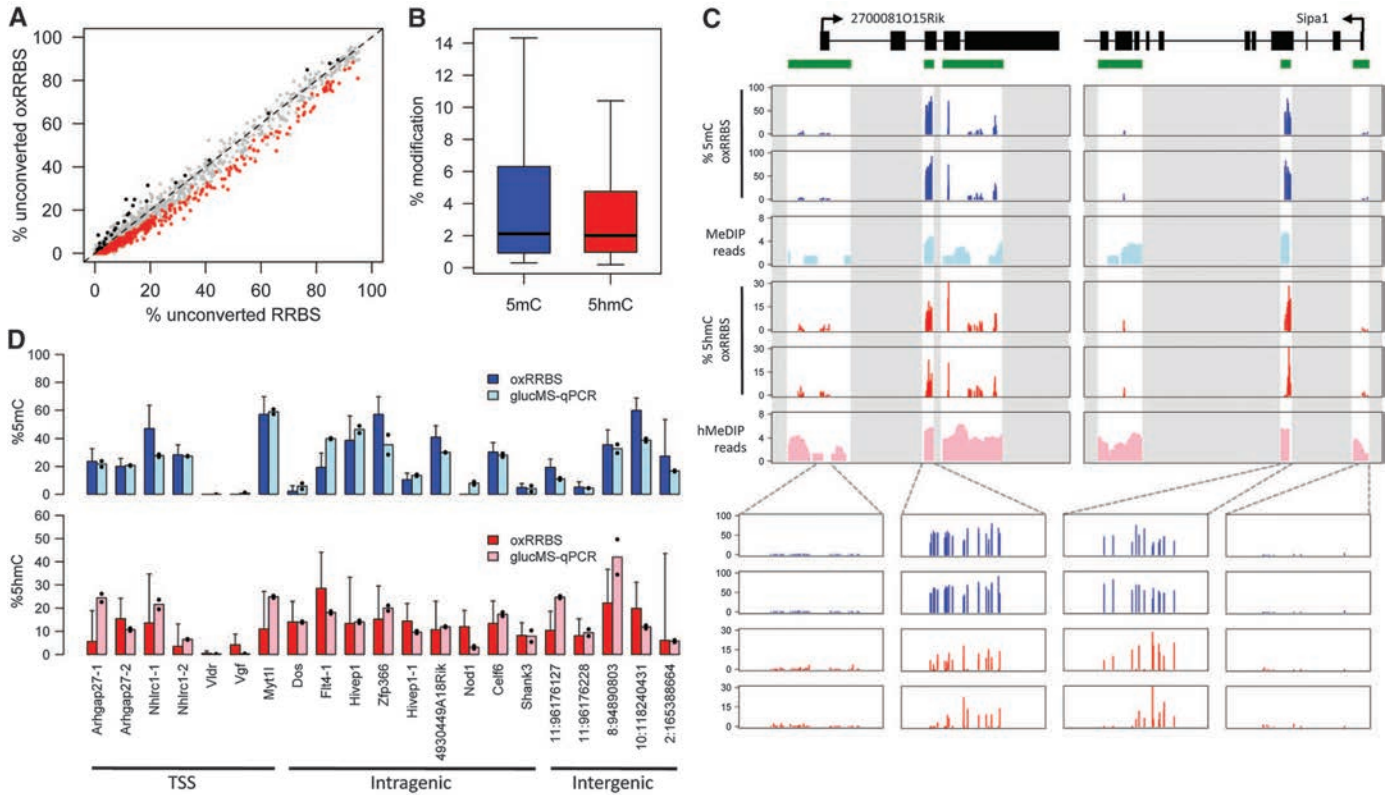 A
% unconverted oxRRBS
100
80
60
40
20
0
0 20 40 60 80 100
% unconverted RRBS
B
% modification
14
12
10
8
6
4
2
0
5mC 5hmC
C
2700081O15Rik
Sipa1
% 5mC
oxRRBS
100
50
0
100
50
0
MeDIP
reads
8
4
0
% 5hmC
oxRRBS
30
15
0
30
15
0
hMeDIP
reads
8
4
0
100
50
0
100
50
0
30
15
0
30
15
0
D
%5mC
100
80
60
40
20
0
oxRRBS
glucMS-qPCR
%5hmC
60
50
40
30
20
10
0
oxRRBS
glucMS-qPCR
Arhgap27-1
Arhgap27-2
Nhlrc1-1
Nhlrc1-2
Vldr
Vgf
Myt1l
Dos
Flt4-1
Hivep1
Zfp366
Hivep1-1
4930449A18Rik
Nod1
Celf6
Shank3
11:96176127
11:96176228
8:94890803
10:118240431
2:165388664
TSS Intragenic Intergenic